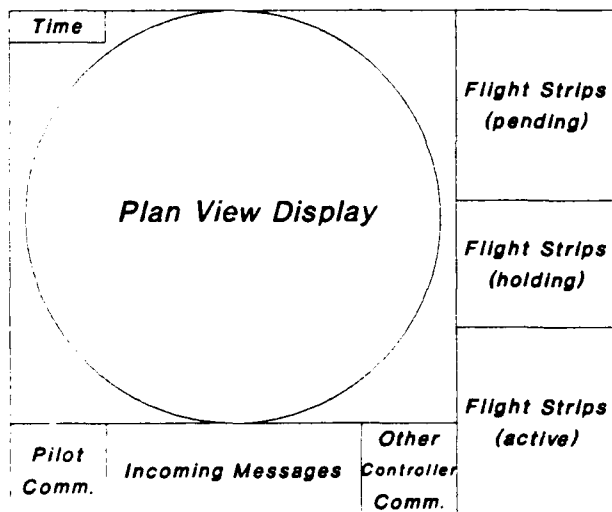 Time
Plan View Display
Flight Strips
(pending)
Flight Strips
(holding)
Flight Strips
(active)
Pilot
Comm.
Incoming Messages
Other
Controller
Comm.